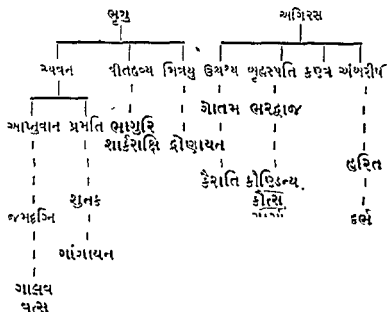 ભૃગુ અંગિરસ
ચ્યવન વીતહવ્ય મિત્રયુ ઉચથ્ય બૃહસ્પતિ કણ્વ અંબરીષ
આપ્નુવાન પ્રમતિ ભાગુરિ ગોતમ ભરદ્વાજ
શાર્કરાક્ષિ દ્રોણાયન
હરિત
કૈરાતિ કૌણ્ડિન્ય
શુનક કૌત્સ
જમદગ્નિ દર્ભ
ગાંગાયન
ગાલવ
વત્સ